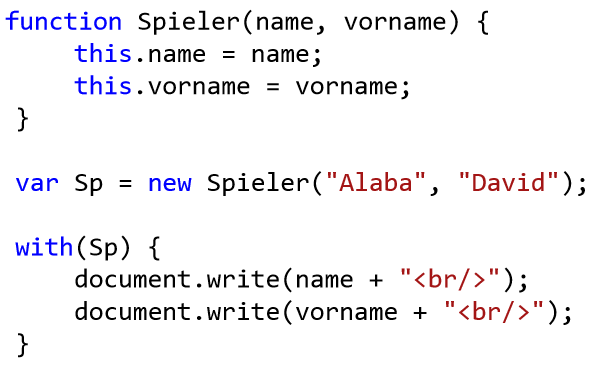 function Spieler(name, vorname) {
    this.name = name;
    this.vorname = vorname;
}
var Sp = new Spieler("Alaba", "David");
with(Sp) {
    document.write(name + "<br/>");
    document.write(vorname + "<br/>");
}